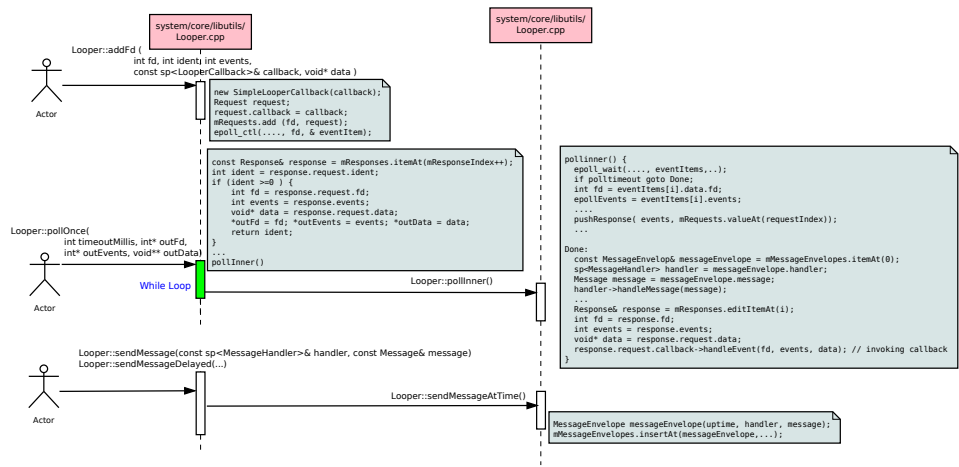 system/core/libutils/
Looper.cpp
system/core/libutils/
Looper.cpp
Looper::addFd (
int fd, int ident, int events,
const sp<LooperCallback>& callback, void* data )
Actor
new SimpleLooperCallback(callback);
Request request;
request.callback = callback;
mRequests.add (fd, request);
epoll_ctl(...., fd, & eventItem);
const Response& response = mResponses.itemAt(mResponseIndex++);
int ident = response.request.ident;
if (ident >=0 ) {
int fd = response.request.fd;
int events = response.events;
void* data = response.request.data;
*outFd = fd; *outEvents = events; *outData = data;
return ident;
}
...
pollInner()
pollinner() {
epoll_wait(...., eventItems,..);
if polltimeout goto Done;
int fd = eventItems[i].data.fd;
epollEvents = eventItems[i].events;
....
pushResponse( events, mRequests.valueAt(requestIndex));
...
Done:
const MessageEnvelop& messageEnvelope = mMessageEnvelopes.itemAt(0);
sp<MessageHandler> handler = messageEnvelope.handler;
Message message = messageEnvelope.message;
handler->handleMessage(message);
...
Response& response = mResponses.editItemAt(i);
int fd = response.fd;
int events = response.events;
void* data = response.request.data;
response.request.callback->handleEvent(fd, events, data); // invoking callback
}
Looper::pollOnce(
int timeoutMillis, int* outFd,
int* outEvents, void** outData)
Actor
While Loop
Looper::pollInner()
Looper::sendMessage(const sp<MessageHandler>& handler, const Message& message)
Looper::sendMessageDelayed(...)
Actor
Looper::sendMessageAtTime()
MessageEnvelope messageEnvelope(uptime, handler, message);
mMessageEnvelopes.insertAt(messageEnvelope,...);